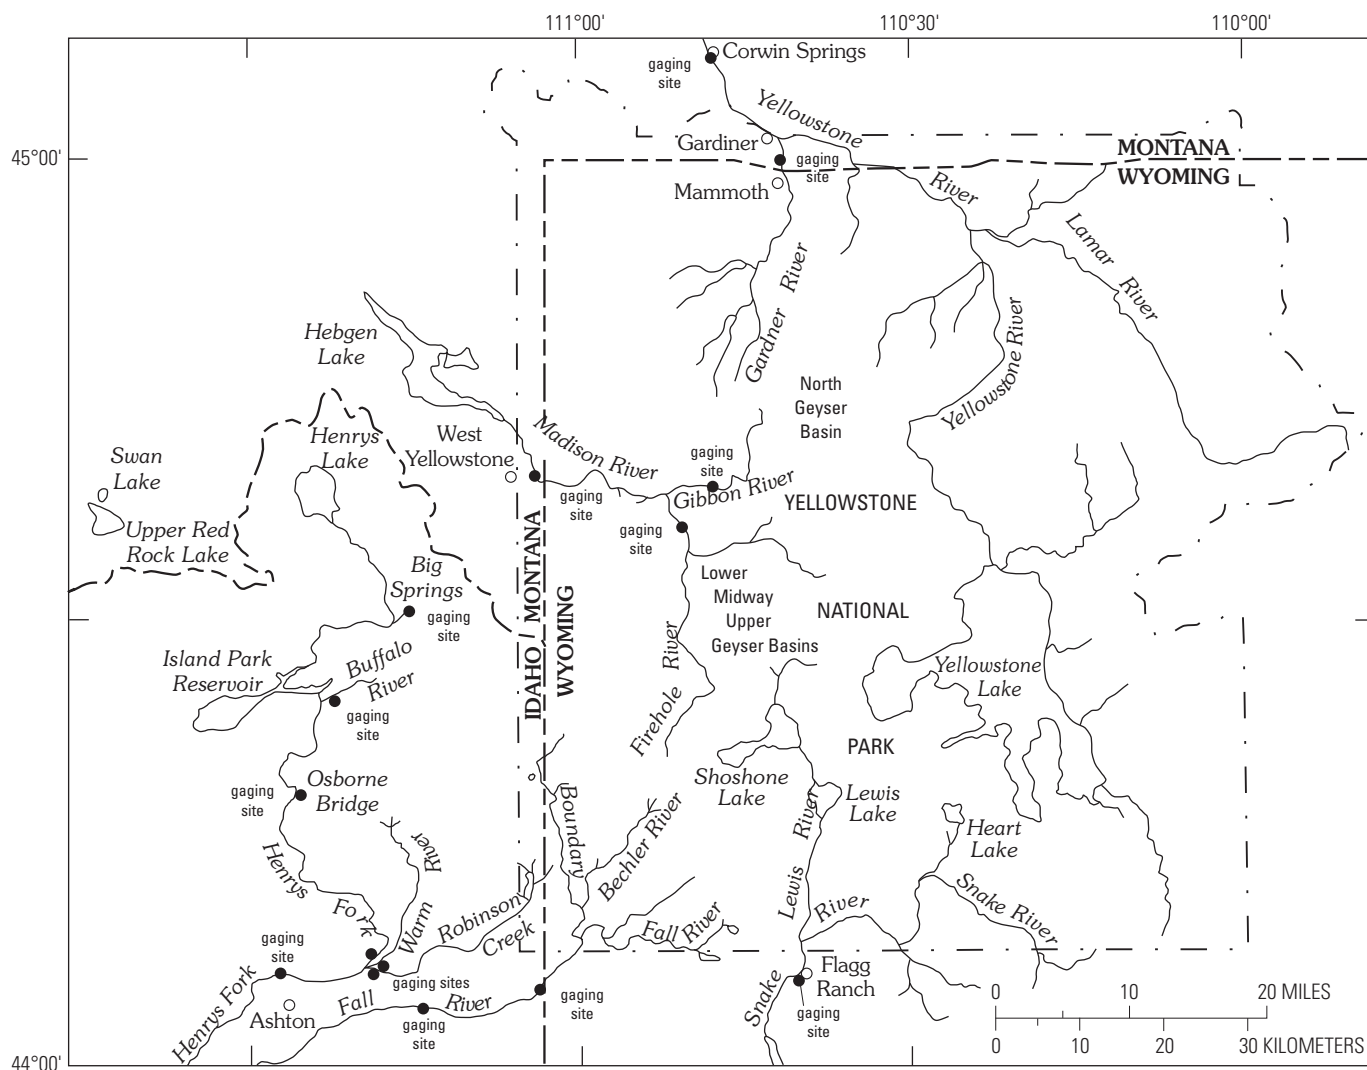 111°00'
110°30'
110°00'
Corwin Springs
gaging
site
Yellowstone
45°00'
Gardiner
gaging
site
MONTANA
WYOMING
Mammoth
River
Lamar
River
Gardner
River
Hebgen
Lake
Yellowstone River
North
Geyser
Basin
Henrys
Lake
West
Yellowstone
Madison River
gaging
site
Gibbon River
Swan
Lake
Upper Red
Rock Lake
gaging
site
gaging
site
YELLOWSTONE
IDAHO
MONTANA
WYOMING
Big
Springs
gaging
site
Lower
Midway
Upper
Geyser Basins
NATIONAL
Island Park
Reservoir
Buffalo
River
gaging
site
Firehole
River
Yellowstone
Lake
PARK
Shoshone
Lake
Lewis
Lake
Osborne
Bridge
gaging
site
Boundary
Bechler River
Heart
Lake
Henrys
Fork
Warm
River
Robinson
Creek
Lewis
River
River
Snake River
Fall River
gaging
site
gaging sites
Henrys Fork
Ashton
Fall
River
gaging
site
gaging
site
Snake
Flagg
Ranch
gaging
site
0
10
20 MILES
0
10
20
30 KILOMETERS
44°00'